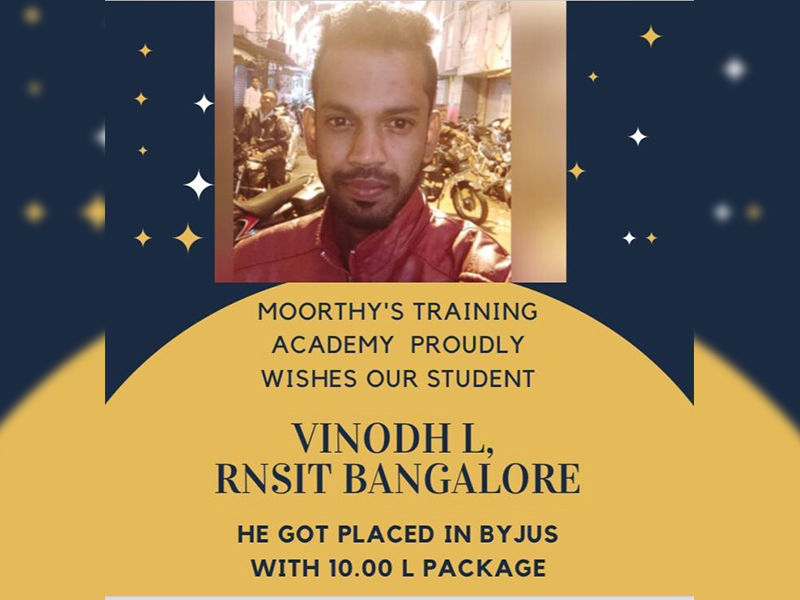 MOORTHY'S TRAINING
ACADEMY PROUDLY
WISHES OUR STUDENT
VINODH L,
RNSIT BANGALORE
HE GOT PLACED IN BYJUS
WITH 10.00 L PACKAGE